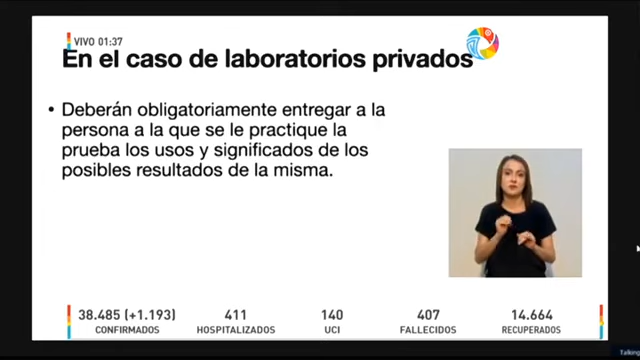 VIVO 01:37
En el caso de laboratorios privados
• Deberán obligatoriamente entregar a la
persona a la que se le practique la
prueba los usos y significados de los
posibles resultados de la misma.
38.485 (+1.193) 411 140 407 14.664
CONFIRMADOS HOSPITALIZADOS UCI FALLECIDOS RECUPERADOS
Talking